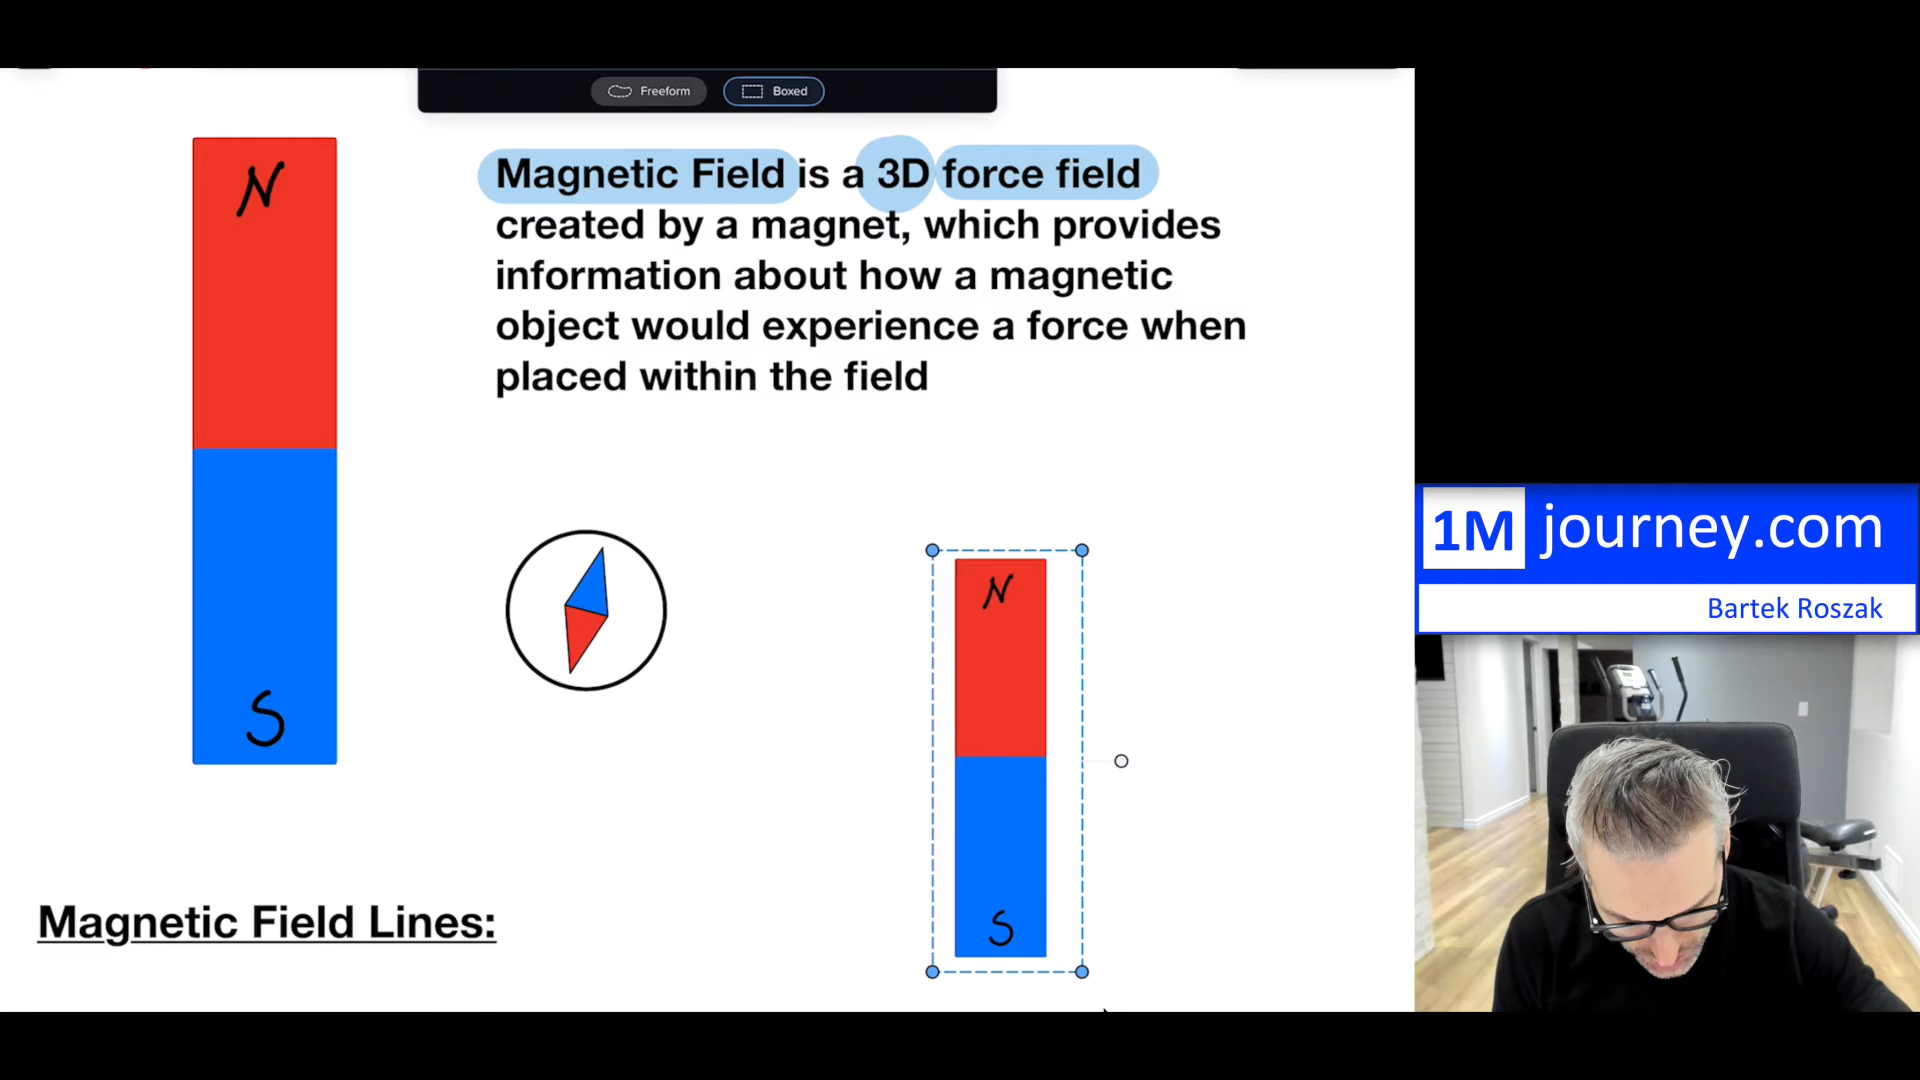 Freeform Boxed
N
Magnetic Field is a 3D force field
created by a magnet, which provides
information about how a magnetic
object would experience a force when
placed within the field
S
N
S
Magnetic Field Lines:
1M journey.com
Bartek Roszak